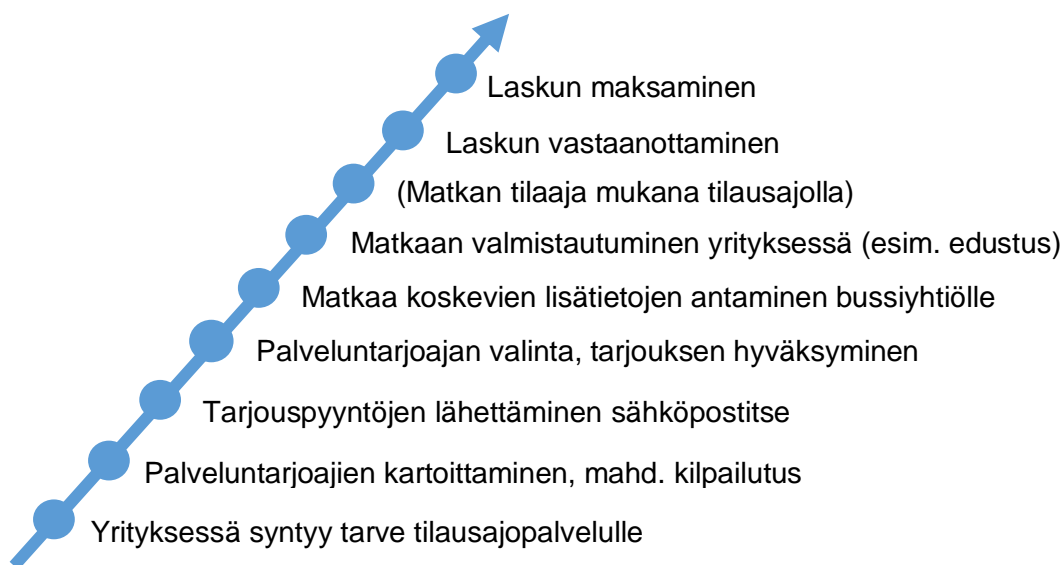 Laskun maksaminen
Laskun vastaanottaminen
(Matkan tilaaja mukana tilausajolla)
Matkaan valmistautuminen yrityksessä (esim. edustus)
Matkaa koskevien lisätietojen antaminen bussiyhtiölle
Palveluntarjoajan valinta, tarjouksen hyväksyminen
Tarjouspyyntöjen lähettäminen sähköpostitse
Palveluntarjoajien kartoittaminen, mahd. kilpailutus
Yrityksessä syntyy tarve tilausajopalvelulle